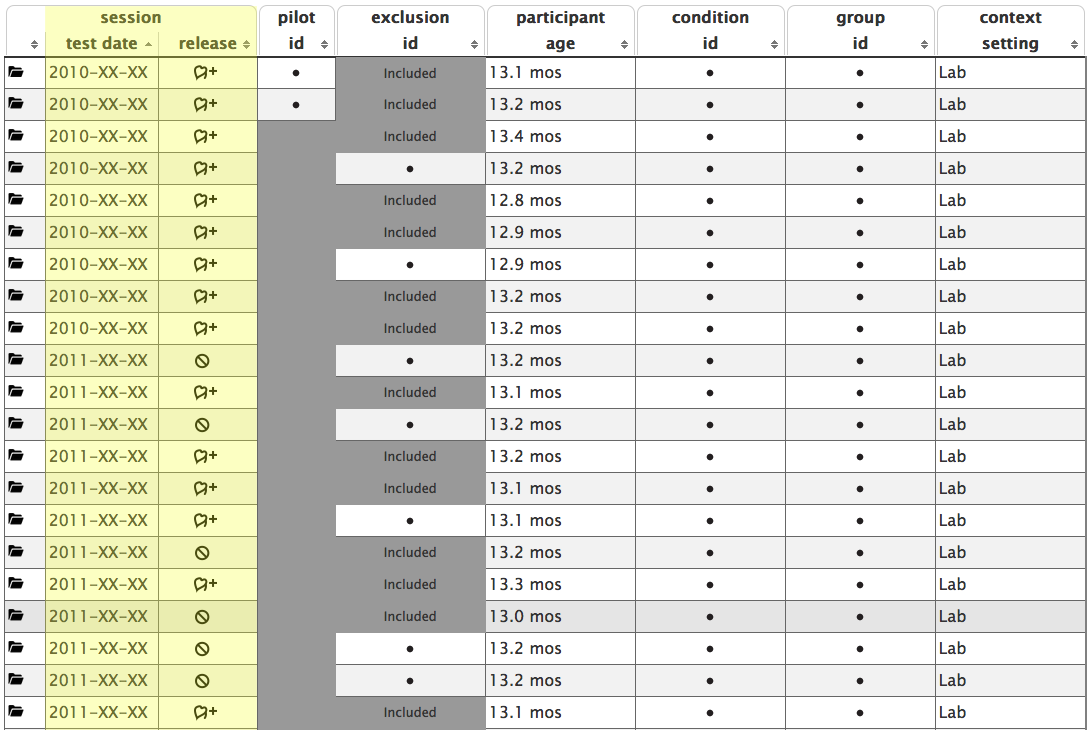 session pilot exclusion participant condition group context
test date release id id age id id setting
2010-XX-XX + • Included 13.1 mos • • Lab
2010-XX-XX + • Included 13.2 mos • • Lab
2010-XX-XX + Included 13.4 mos • • Lab
2010-XX-XX + • 13.2 mos • • Lab
2010-XX-XX + Included 12.8 mos • • Lab
2010-XX-XX + Included 12.9 mos • • Lab
2010-XX-XX + • 12.9 mos • • Lab
2010-XX-XX + Included 13.2 mos • • Lab
2010-XX-XX + Included 13.2 mos • • Lab
2011-XX-XX • 13.2 mos • • Lab
2011-XX-XX + Included 13.1 mos • • Lab
2011-XX-XX • 13.2 mos • • Lab
2011-XX-XX + Included 13.2 mos • • Lab
2011-XX-XX + Included 13.1 mos • • Lab
2011-XX-XX + • 13.1 mos • • Lab
2011-XX-XX Included 13.2 mos • • Lab
2011-XX-XX + Included 13.3 mos • • Lab
2011-XX-XX Included 13.0 mos • • Lab
2011-XX-XX • 13.2 mos • • Lab
2011-XX-XX • 13.2 mos • • Lab
2011-XX-XX + Included 13.1 mos • • Lab